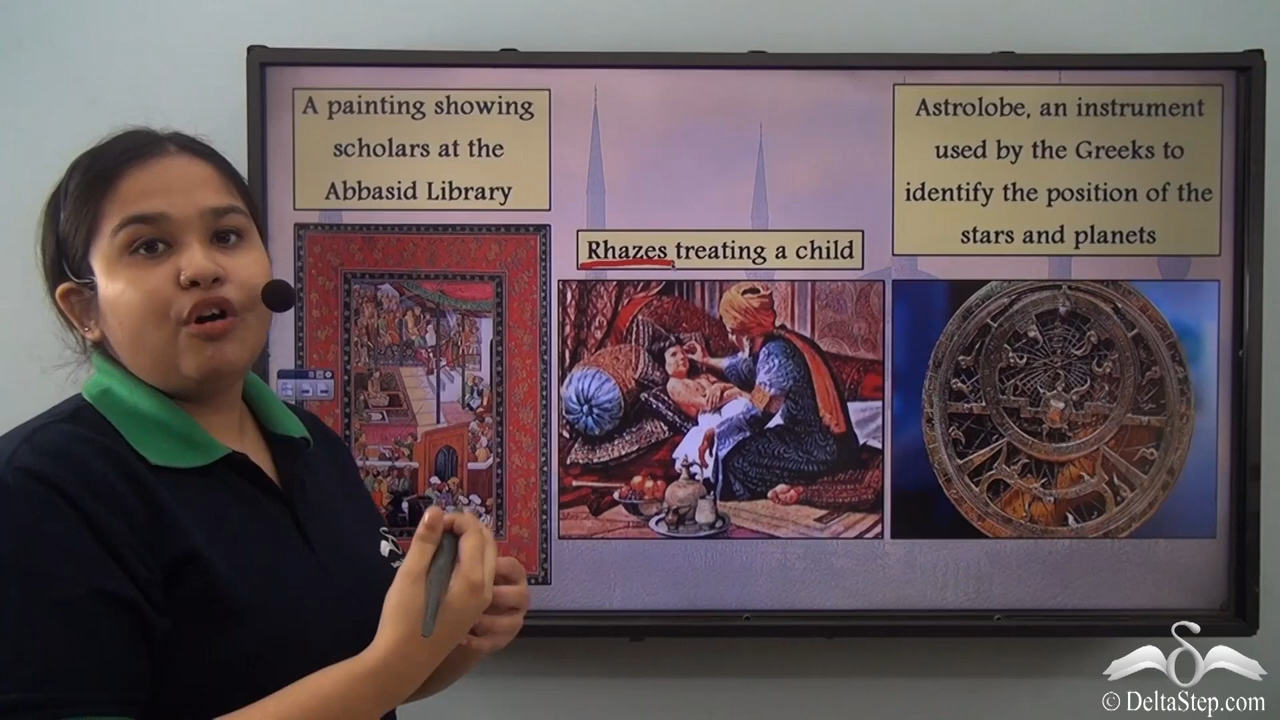 A painting showing
scholars at the
Abbasid Library
Rhazes treating a child
Astrolobe, an instrument
used by the Greeks to
identify the position of the
stars and planets
© DeltaStep.com